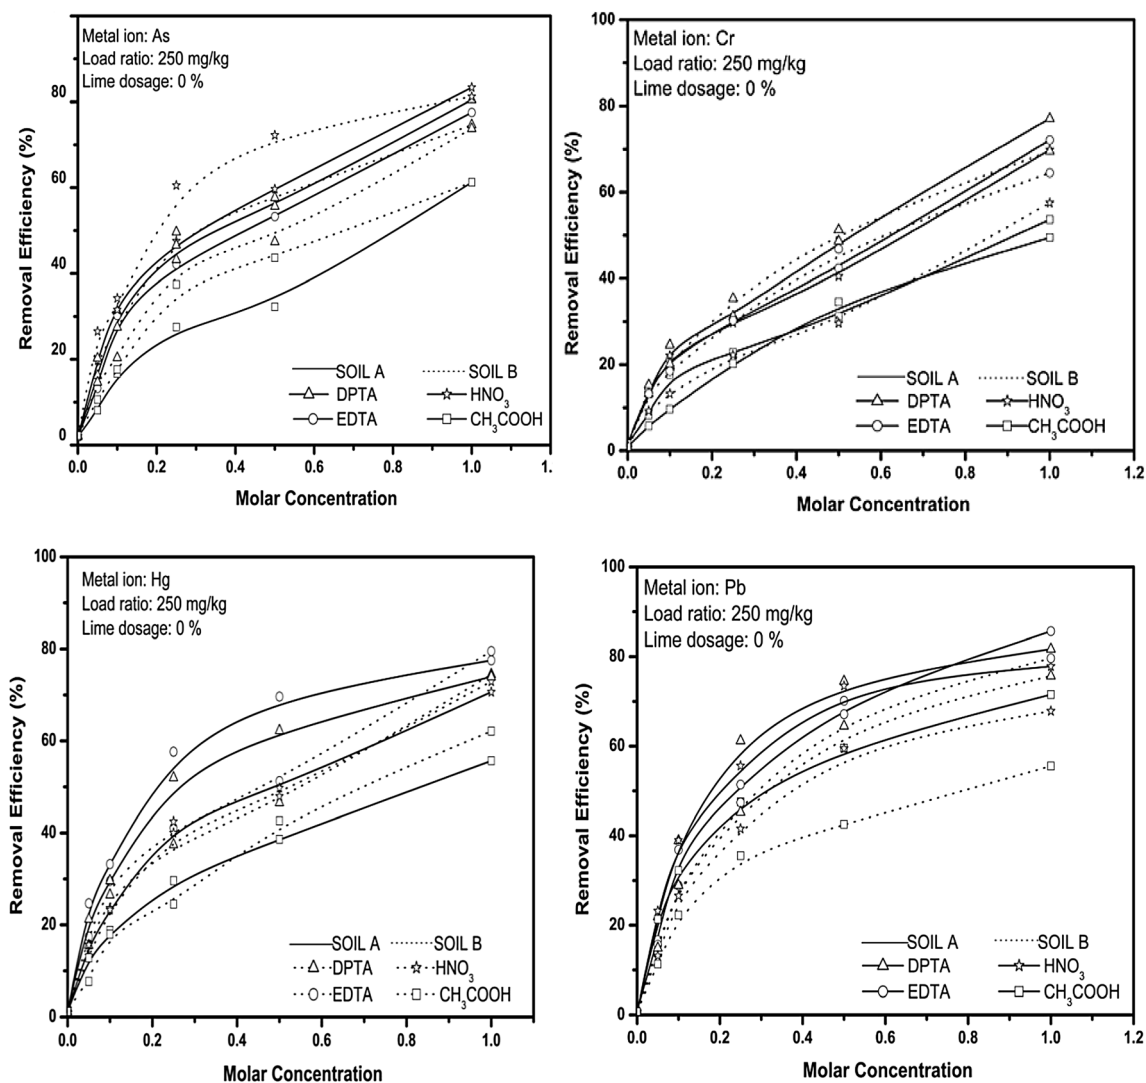 Metal ion: As
Load ratio: 250 mg/kg
Lime dosage: 0 %
Removal Efficiency (%)
80
60
40
20
0
SOIL A SOIL B
DPTA HNO3
EDTA CH3COOH
0.0 0.2 0.4 0.6 0.8 1.0 1.
Molar Concentration
Metal ion: Cr
Load ratio: 250 mg/kg
Lime dosage: 0 %
Removal Efficiency (%)
100
80
60
40
20
0
SOIL A SOIL B
DPTA HNO3
EDTA CH3COOH
0.0 0.2 0.4 0.6 0.8 1.0 1.2
Molar Concentration
Metal ion: Hg
Load ratio: 250 mg/kg
Lime dosage: 0 %
Removal Efficiency (%)
100
80
60
40
20
0
SOIL A SOIL B
DPTA HNO3
EDTA CH3COOH
0.0 0.2 0.4 0.6 0.8 1.0
Molar Concentration
Metal ion: Pb
Load ratio: 250 mg/kg
Lime dosage: 0 %
Removal Efficiency (%)
100
80
60
40
20
0
SOIL A SOIL B
DPTA HNO3
EDTA CH3COOH
0.0 0.2 0.4 0.6 0.8 1.0 1.2
Molar Concentration